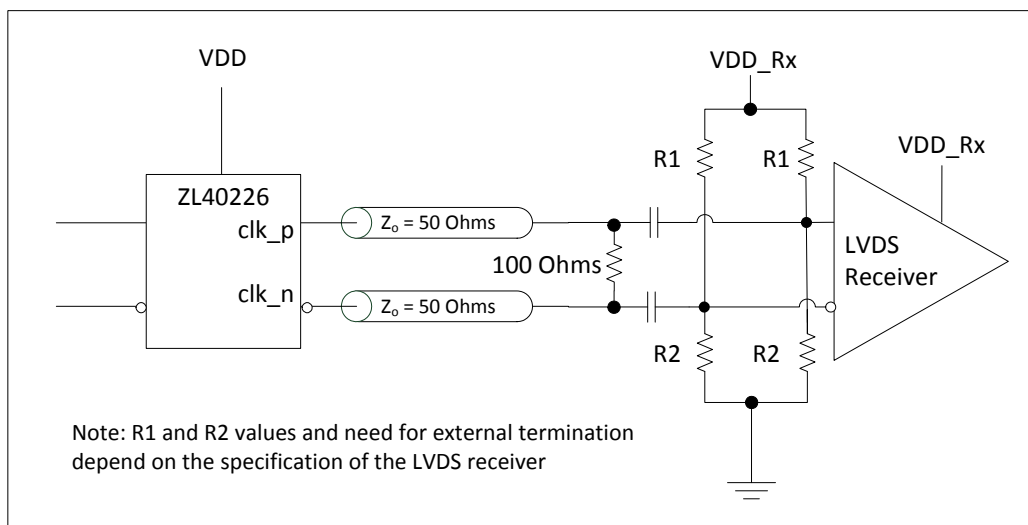 VDD
VDD_Rx
R1
R1
VDD_Rx
ZL40226
clk_p
Zo = 50 Ohms
LVDS
Receiver
100 Ohms
clk_n
Zo = 50 Ohms
R2
R2
Note: R1 and R2 values and need for external termination
depend on the specification of the LVDS receiver